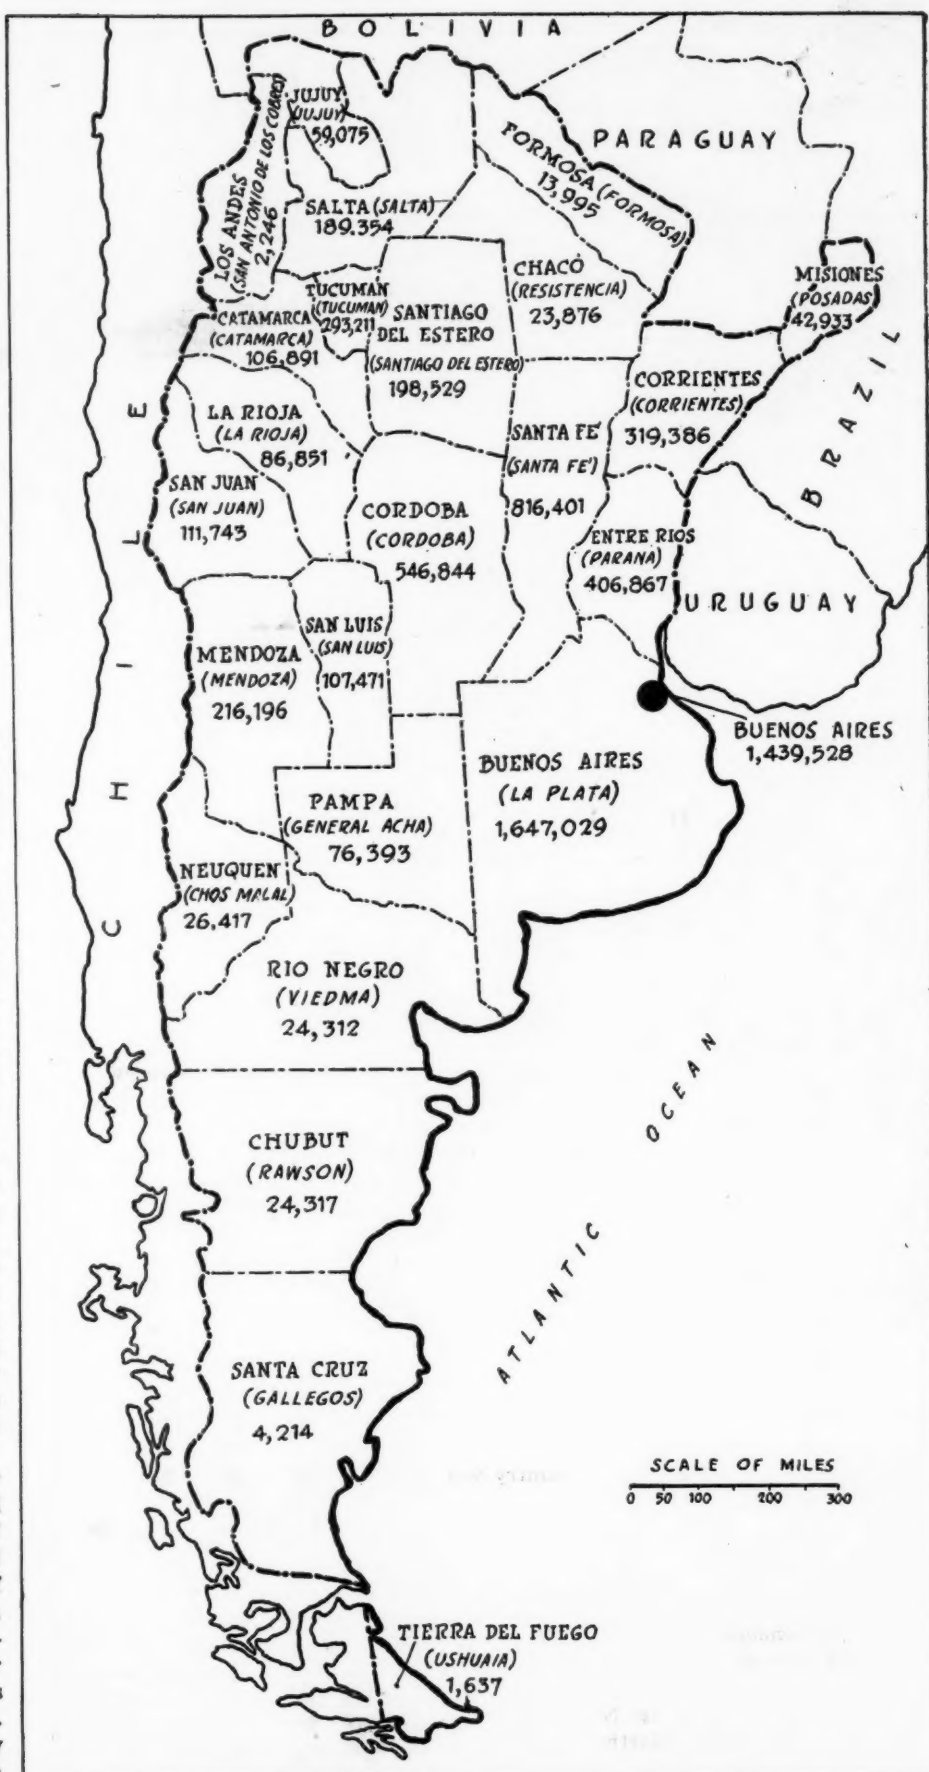 BOLIVIA
JUJUY
(JUJUY)
59,075
PARAGUAY
FORMOSA (FORMOSA)
13,995
LOS ANDES
(SAN ANTONIO DE LOS COBRES)
2,246
SALTA (SALTA)
189.354
CHACO
(RESISTENCIA)
23,876
MISIONES
(POSADAS)
42,933
TUCUMAN
(TUCUMAN)
293,211
SANTIAGO
DEL ESTERO
(SANTIAGO DEL ESTERO)
198,529
CATAMARCA
(CATAMARCA)
106,891
BRAZIL
CORRIENTES
(CORRIENTES)
319,386
LA RIOJA
(LA RIOJA)
86,851
SANTA FE'
(SANTA FE')
816,401
SAN JUAN
(SAN JUAN)
111,743
CORDOBA
(CORDOBA)
546,844
ENTRE RIOS
(PARANA)
406,867
URUGUAY
CHILE
SAN LUIS
(SAN LUIS)
107,471
MENDOZA
(MENDOZA)
216,196
BUENOS AIRES
1,439,528
BUENOS AIRES
(LA PLATA)
1,647,029
PAMPA
(GENERAL ACHA)
76,393
NEUQUEN
(CHOS MALAL)
26,417
RIO NEGRO
(VIEDMA)
24,312
ATLANTIC OCEAN
CHUBUT
(RAWSON)
24,317
SANTA CRUZ
(GALLEGOS)
4,214
SCALE OF MILES
0 50 100 200 300
TIERRA DEL FUEGO
(USHUAIA)
1,637